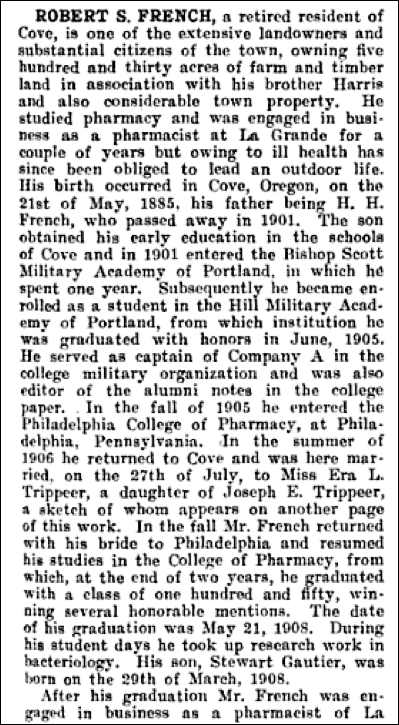 ROBERT S. FRENCH, a retired resident of
Cove, is one of the extensive landowners and
substantial citizens of the town, owning five
hundred and thirty acres of farm and timber
land in association with his brother Harris
and also considerable town property. He
studied pharmacy and was engaged in busi-
ness as a pharmacist at La Grande for a
couple of years but owing to ill health has
since been obliged to lead an outdoor life.
His birth occurred in Cove, Oregon, on the
21st of May, 1885, his father being H. H.
French, who passed away in 1901. The son
obtained his early education in the schools
of Cove and in 1901 entered the Bishop Scott
Military Academy of Portland, in which he
spent one year. Subsequently he became en-
rolled as a student in the Hill Military Acad-
emy of Portland, from which institution he
was graduated with honors in June, 1905.
He served as captain of Company A in the
college military organization and was also
editor of the alumni notes in the college
paper. In the fall of 1905 he entered the
Philadelphia College of Pharmacy, at Phila-
delphia, Pennsylvania. In the summer of
1906 he returned to Cove and was here mar-
ried, on the 27th of July, to Miss Era L.
Trippeer, a daughter of Joseph E. Trippeer,
a sketch of whom appears on another page
of this work. In the fall Mr. French returned
with his bride to Philadelphia and resumed
his studies in the College of Pharmacy, from
which, at the end of two years, he graduated
with a class of one hundred and fifty, win-
ning several honorable mentions. The date
of his graduation was May 21, 1908. During
his student days he took up research work in
bacteriology. His son, Stewart Gautier, was
born on the 29th of March, 1908.
After his graduation Mr. French was en-
gaged in business as a pharmacist of La